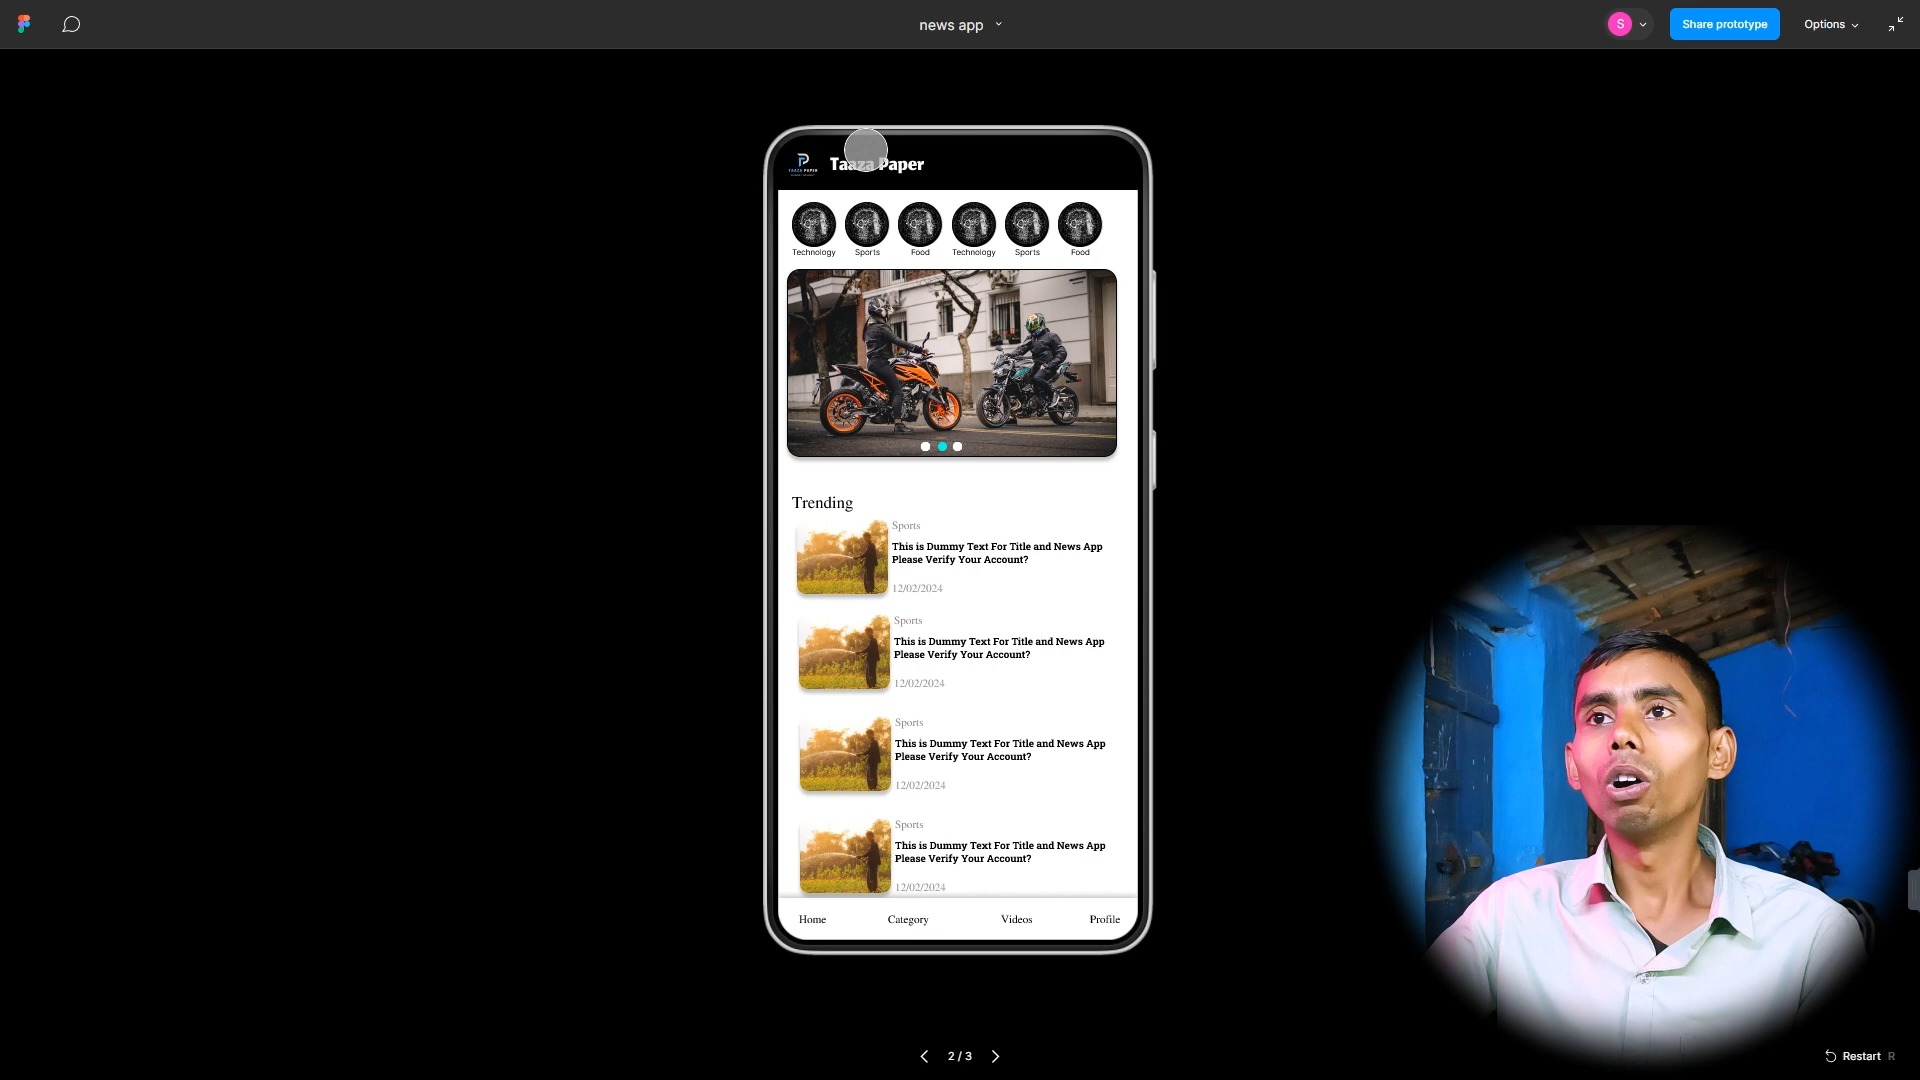 news app
S
Share prototype
Options
TAAZA PAPER
Taaza Paper
Technology
Sports
Food
Technology
Sports
Food
Trending
Sports
This is Dummy Text For Title and News App
Please Verify Your Account?
12/02/2024
Sports
This is Dummy Text For Title and News App
Please Verify Your Account?
12/02/2024
Sports
This is Dummy Text For Title and News App
Please Verify Your Account?
12/02/2024
Sports
This is Dummy Text For Title and News App
Please Verify Your Account?
12/02/2024
Home
Category
Videos
Profile
2 / 3
Restart R